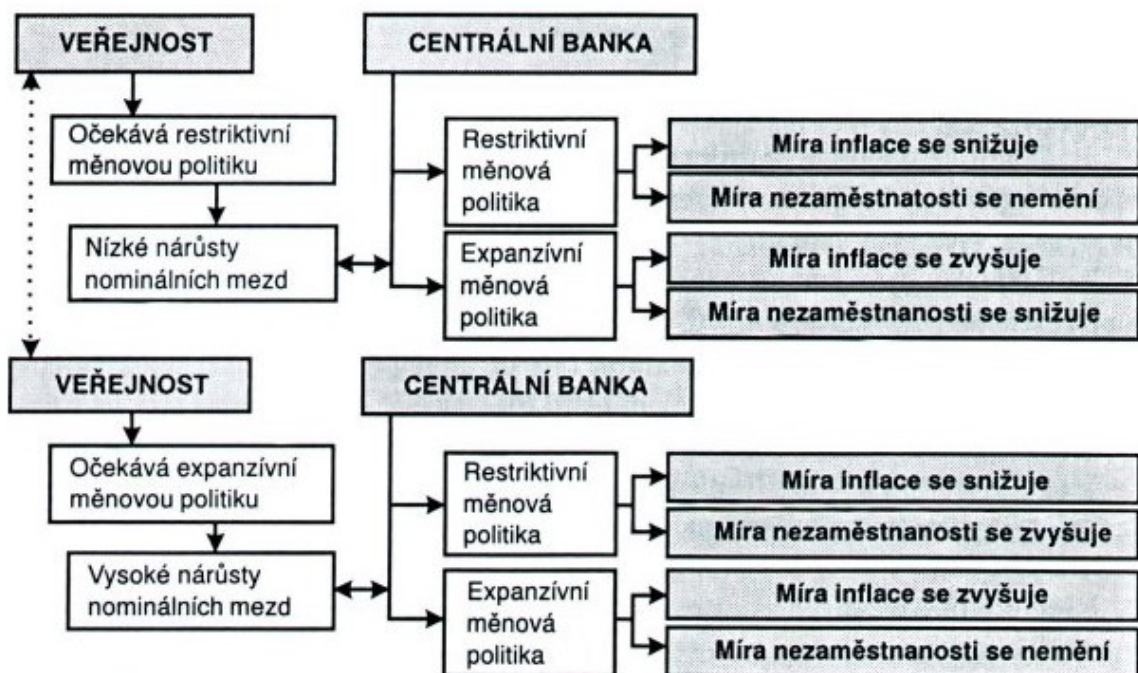 VEŘEJNOST
CENTRÁLNÍ BANKA
Očekává restriktivní
měnovou politiku
Nízké nárůsty
nominálních mezd
Restriktivní
měnová
politika
Míra inflace se snižuje
Míra nezaměstnatosti se nemění
Expanzívní
měnová
politika
Míra inflace se zvyšuje
Míra nezaměstnanosti se snižuje
VEŘEJNOST
CENTRÁLNÍ BANKA
Očekává expanzívní
měnovou politiku
Vysoké nárůsty
nominálních mezd
Restriktivní
měnová
politika
Míra inflace se snižuje
Míra nezaměstnanosti se zvyšuje
Expanzívní
měnová
politika
Míra inflace se zvyšuje
Míra nezaměstnanosti se nemění